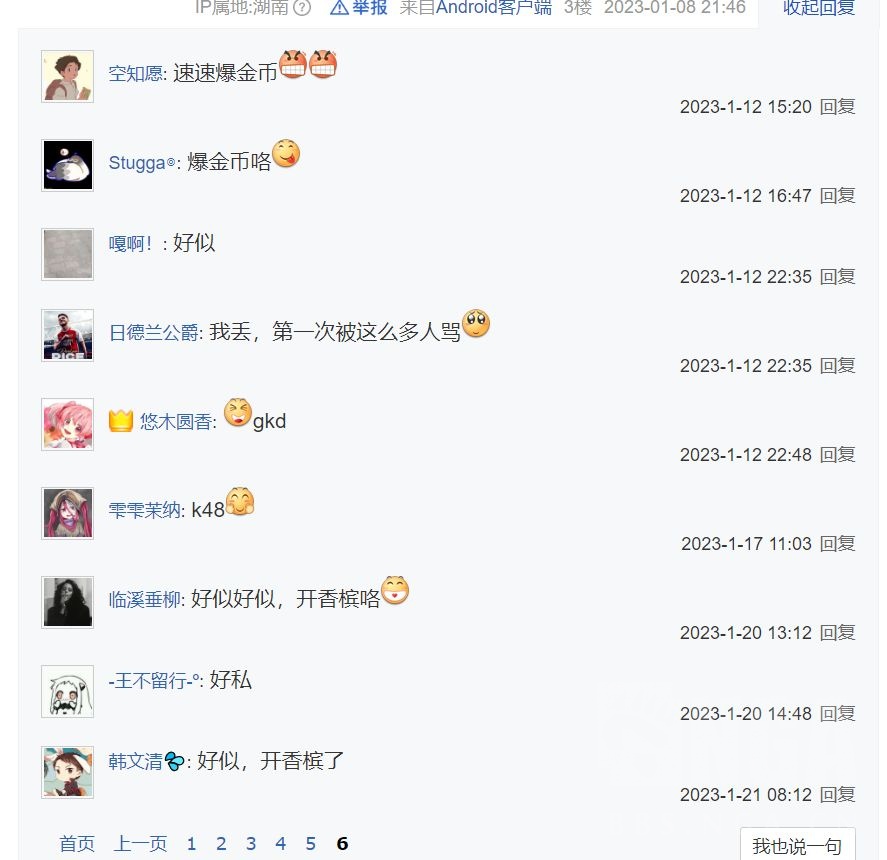 IP属地:湖南 举报 来自Android客户端 3楼 2023-01-08 21:46 收起回复
空知愿: 速速爆金币
2023-1-12 15:20 回复
Stugga®: 爆金币咯
2023-1-12 16:47 回复
嘎啊！: 好似
2023-1-12 22:35 回复
日德兰公爵: 我丢，第一次被这么多人骂
RICE
2023-1-12 22:35 回复
悠木圆香: gkd
2023-1-12 22:48 回复
雫雫茉纳: k48
2023-1-17 11:03 回复
临溪垂柳: 好似好似，开香槟咯
2023-1-20 13:12 回复
-王不留行-º: 好私
2023-1-20 14:48 回复
韩文清: 好似，开香槟了
2023-1-21 08:12 回复
首页 上一页 1 2 3 4 5 6
我也说一句